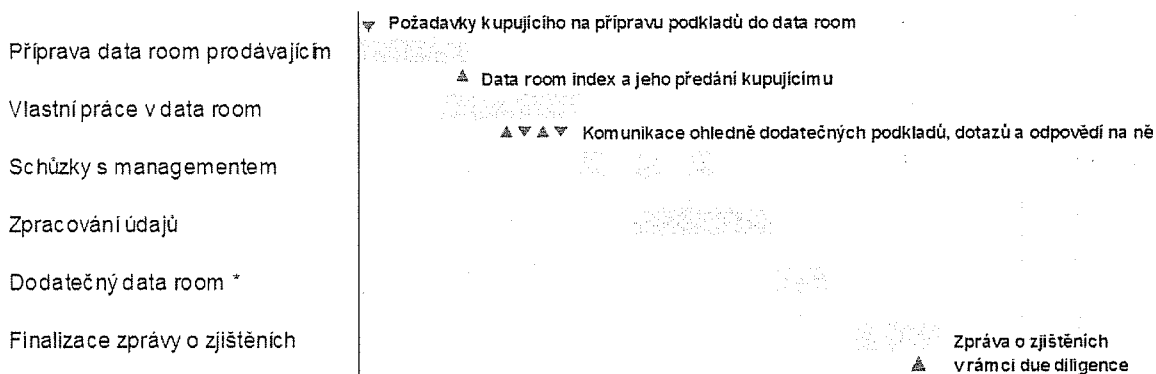 Požadavky kupujícího na přípravu podkladů do data room
Příprava data room prodávajícím
Data room index a jeho předání kupujícímu
Vlastní práce v data room
Komunikace ohledně dodatečných podkladů, dotazů a odpovědí na ně
Schůzky s managementem
Zpracování údajů
Dodatečný data room *
Finalizace zprávy o zjištěních
Zpráva o zjištěních
v rámci due diligence